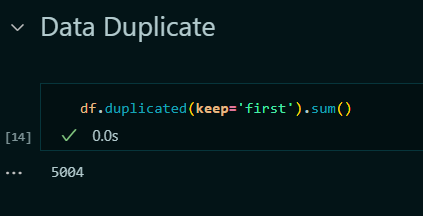 Data Duplicate
df.duplicated(keep='first').sum()
[14]
0.0s
... 5004